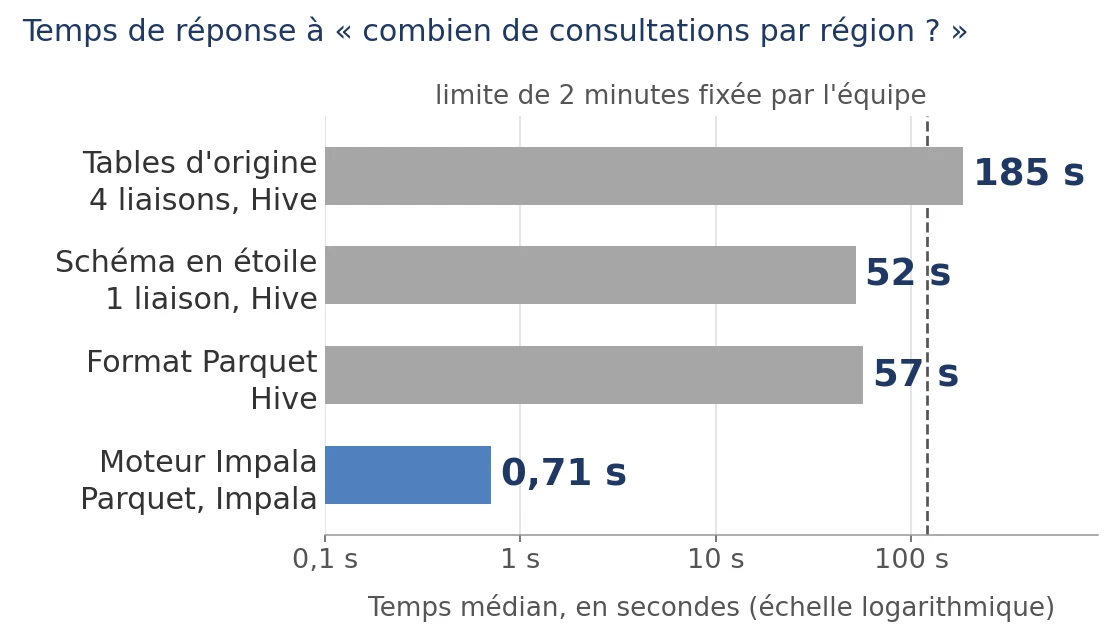 Temps de réponse à « combien de consultations par région ? »
limite de 2 minutes fixée par l'équipe
Tables d'origine
4 liaisons, Hive
185 s
Schéma en étoile
1 liaison, Hive
52 s
Format Parquet
Hive
57 s
Moteur Impala
Parquet, Impala
0,71 s
0,1 s 1 s 10 s 100 s
Temps médian, en secondes (échelle logarithmique)